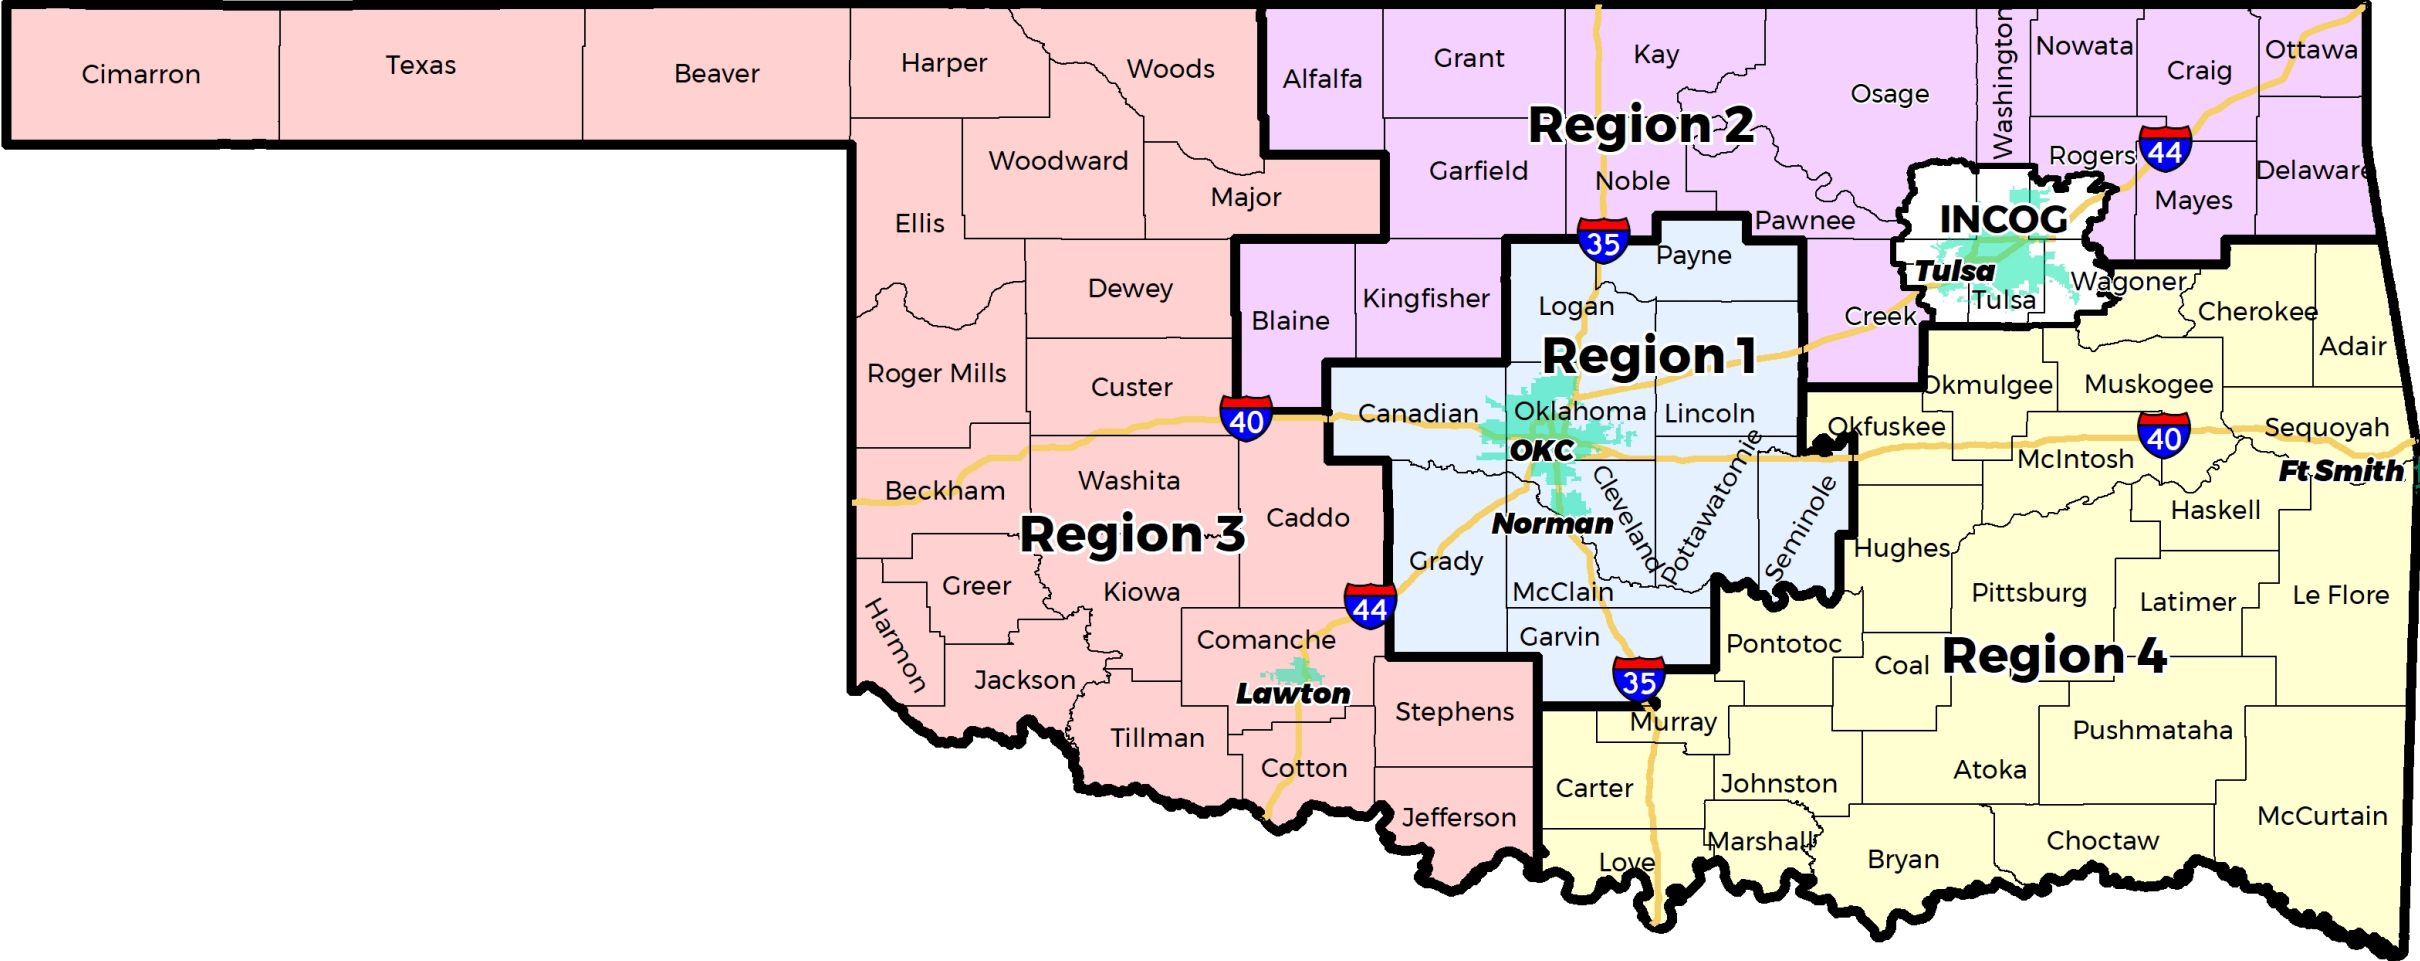 Cimarron
Texas
Beaver
Harper
Woods
Alfalfa
Grant
Kay
Osage
Washington
Nowata
Craig
Ottawa
Region 2
Woodward
Major
Ellis
Garfield
Noble
Pawnee
Rogers
44
Mayes
Delaware
INCOG
Tulsa
Tulsa
Wagoner
35
Payne
Dewey
Blaine
Kingfisher
Logan
Creek
Cherokee
Adair
Region 1
Roger Mills
Custer
40
Canadian
Oklahoma
OKC
Lincoln
Okmulgee
Muskogee
Okfuskee
40
Sequoyah
Ft Smith
McIntosh
Beckham
Washita
Caddo
Region 3
Norman
Cleveland
Pottawatomie
Seminole
Hughes
Haskell
Grady
Greer
Kiowa
Harmon
44
McClain
Pittsburg
Latimer
Le Flore
Comanche
Garvin
Pontotoc
Coal
Region 4
Jackson
Lawton
35
Stephens
Murray
Pushmataha
Tillman
Cotton
Carter
Johnston
Atoka
Jefferson
McCurtain
Love
Marshall
Bryan
Choctaw